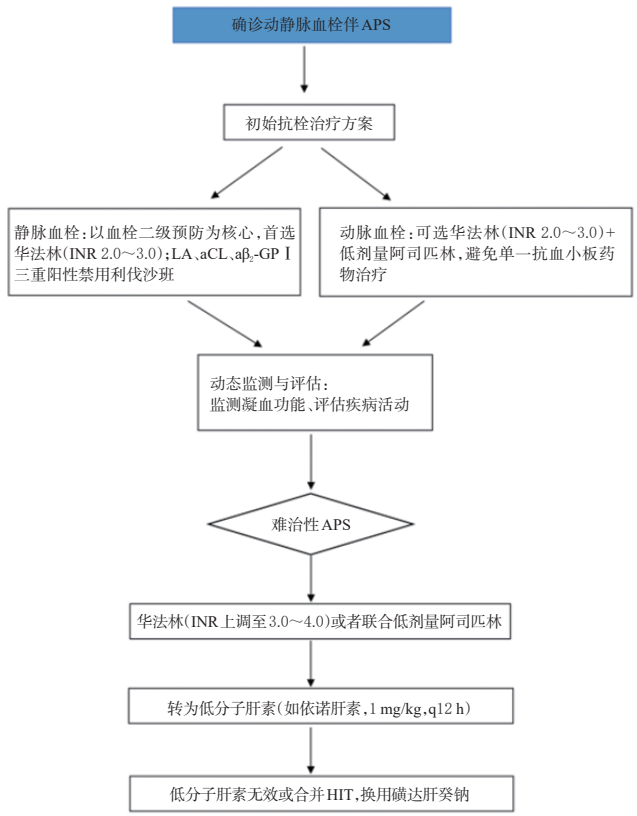 确诊动静脉血栓伴APS
初始抗栓治疗方案
静脉血栓:以血栓二级预防为核心,首选
华法林(INR 2.0～3.0);LA、aCL、aβ₂-GPⅠ
三重阳性禁用利伐沙班
动脉血栓:可选华法林(INR 2.0～3.0)+
低剂量阿司匹林,避免单一抗血小板药
物治疗
动态监测与评估:
监测凝血功能、评估疾病活动
难治性APS
华法林(INR上调至3.0～4.0)或者联合低剂量阿司匹林
转为低分子肝素(如依诺肝素,1 mg/kg,q12 h)
低分子肝素无效或合并HIT,换用磺达肝癸钠